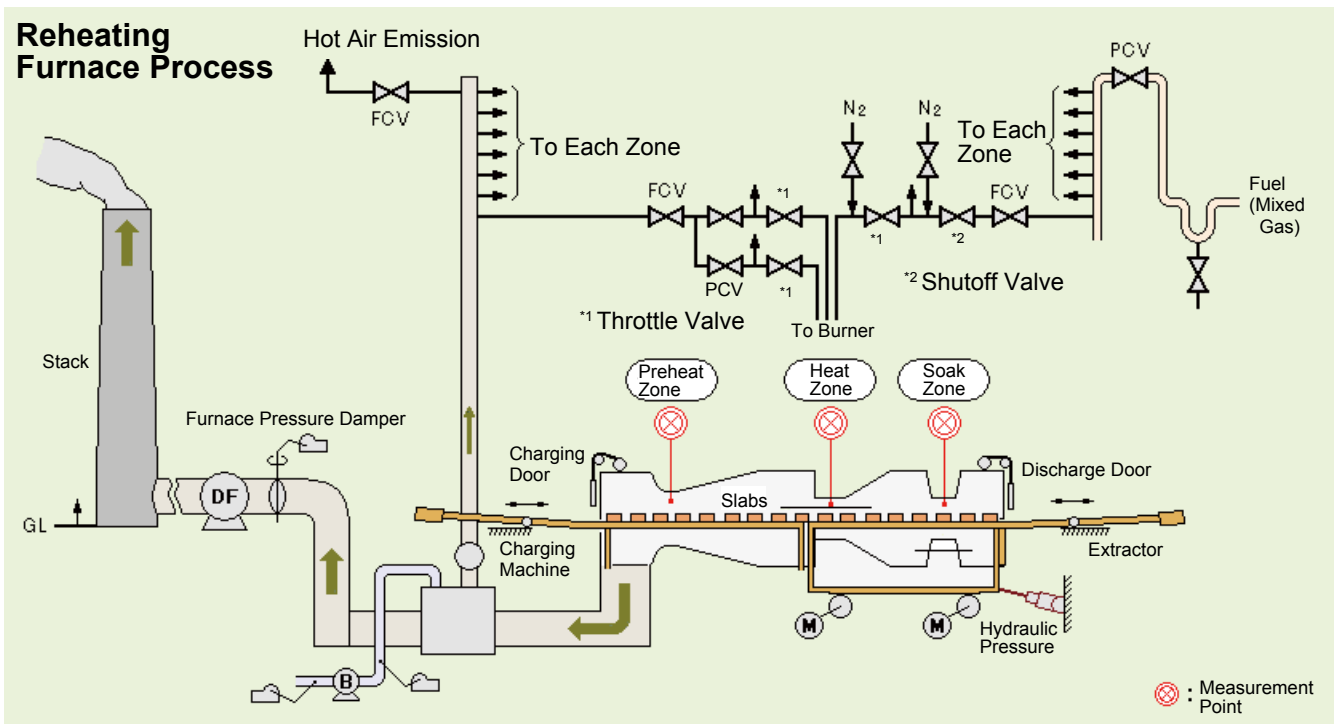 Reheating
Furnace Process
Hot Air Emission
FCV
To Each Zone
FCV
*1
PCV
*1
*1 Throttle Valve
N2
N2
To Each
Zone
FCV
*1
*2
*2 Shutoff Valve
To Burner
PCV
Fuel
(Mixed
Gas)
Stack
Furnace Pressure Damper
DF
GL
B
Preheat
Zone
Heat
Zone
Soak
Zone
Charging
Door
Discharge Door
Slabs
Charging
Machine
Extractor
M
M
Hydraulic
Pressure
: Measurement
Point